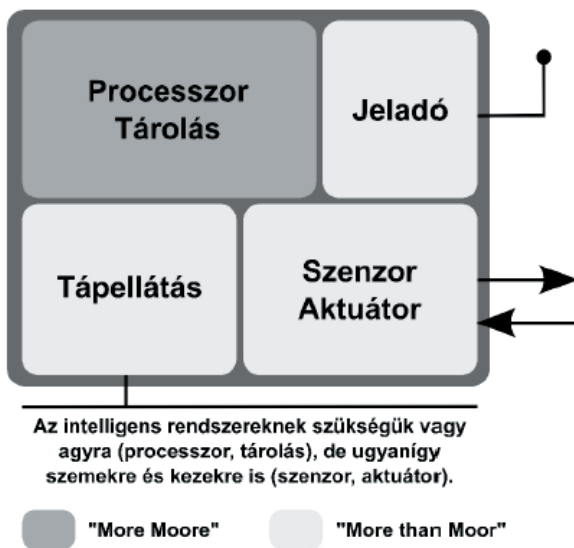 Processzor
Tárolás
Jeladó
Tápellátás
Szenzor
Aktuátor
Az intelligens rendszereknek szükségük vagy
agyra (processzor, tárolás), de ugyanígy
szemekre és kezekre is (szenzor, aktuátor).
"More Moore"
"More than Moor"